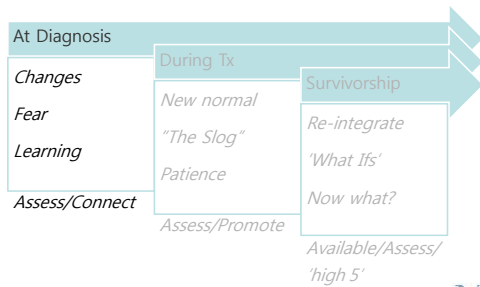 At Diagnosis
Changes
Fear
Learning
Assess/Connect
During Tx
New normal
"The Slog"
Patience
Assess/Promote
Survivorship
Re-integrate
'What Ifs'
Now what?
Available/Assess/
'high 5'